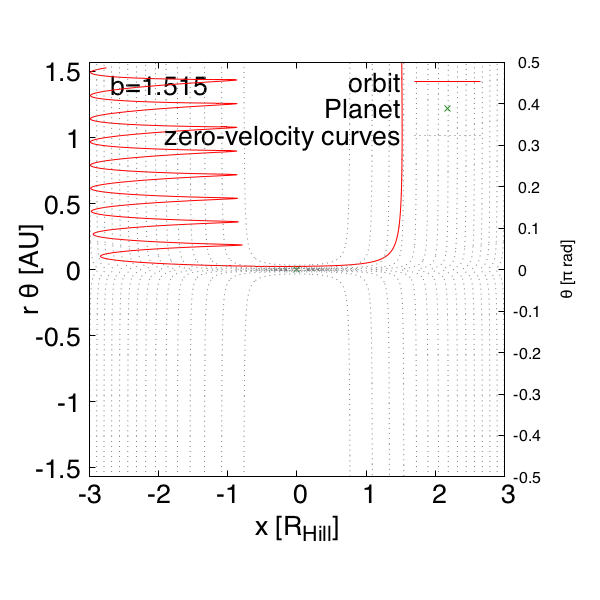 b=1.515
orbit
Planet
zero-velocity curves
r θ [AU]
1.5
1
0.5
0
-0.5
-1
-1.5
0.5
0.4
0.3
0.2
0.1
0
-0.1
-0.2
-0.3
-0.4
-0.5
θ [π rad]
-3 -2 -1 0 1 2 3
x [RHill]